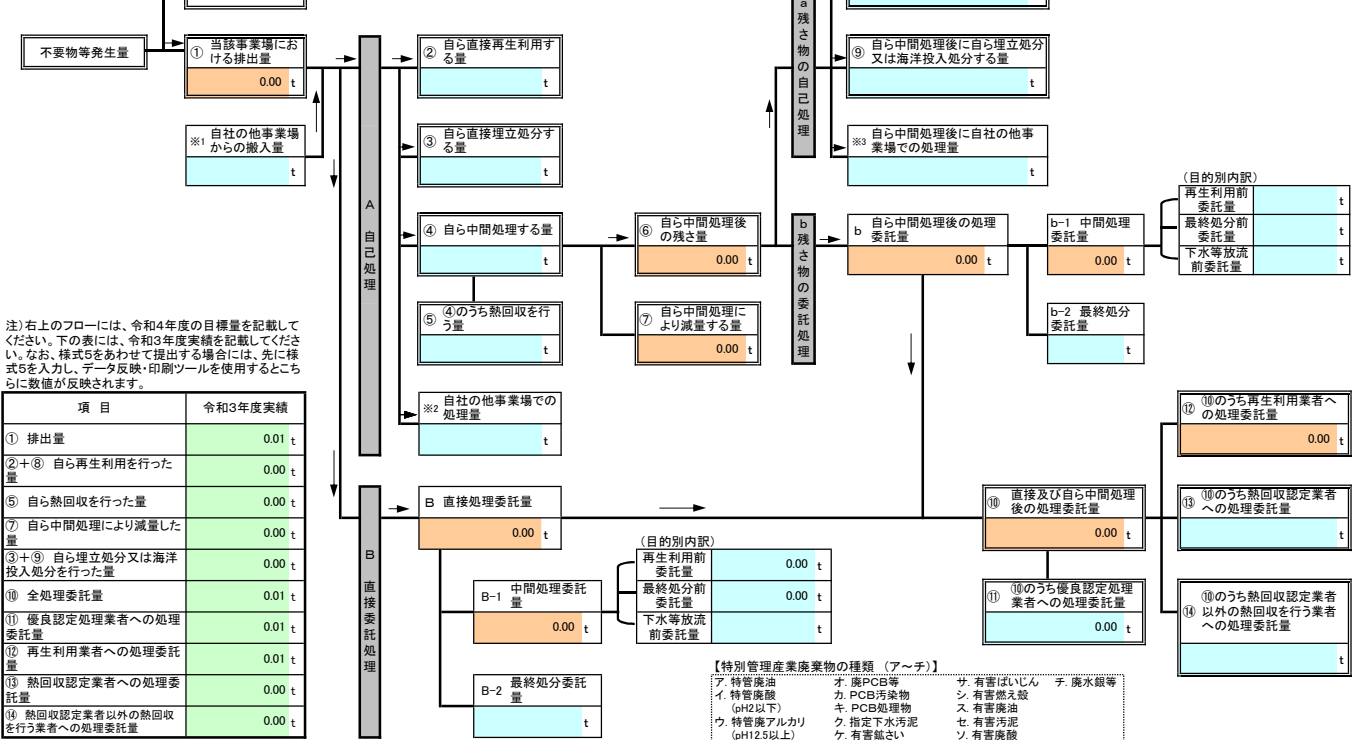 不要物等発生量
① 当該事業場にお
ける排出量
0.00 t
※1 自社の他事業場
からの搬入量
t
A
自己処理
② 自ら直接再生利用す
る量
t
③ 自ら直接埋立処分す
る量
t
④ 自ら中間処理する量
t
⑤ ④のうち熱回収を行
う量
t
※2 自社の他事業場での
処理量
t
⑥ 自ら中間処理後
の残さ量
0.00 t
⑦ 自ら中間処理に
より減量する量
0.00 t
a
残さ物の自己処理
⑨ 自ら中間処理後に自ら埋立処分
又は海洋投入処分する量
t
※3 自ら中間処理後に自社の他事
業場での処理量
t
b
残さ物の委託処理
b 自ら中間処理後の処理
委託量
0.00 t
b-1 中間処理
委託量
0.00 t
(目的別内訳)
再生利用前
委託量
t
最終処分前
委託量
t
下水等放流
前委託量
t
b-2 最終処分
委託量
t
注)右上のフローには、令和4年度の目標量を記載して
ください。下の表には、令和3年度実績を記載してくださ
い。なお、様式5をあわせて提出する場合には、先に様
式5を入力し、データ反映・印刷ツールを使用するとこち
らに数値が反映されます。
項 目 令和3年度実績
① 排出量 0.01 t
②+⑧ 自ら再生利用を行った
量 0.00 t
⑤ 自ら熱回収を行った量 0.00 t
⑦ 自ら中間処理により減量した
量 0.00 t
③+⑨ 自ら埋立処分又は海洋
投入処分を行った量 0.00 t
⑩ 全処理委託量 0.01 t
⑪ 優良認定処理業者への処理
委託量 0.01 t
⑫ 再生利用業者への処理委託
量 0.01 t
⑬ 熱回収認定業者への処理委
託量 0.00 t
⑭ 熱回収認定業者以外の熱回収
を行う業者への処理委託量 0.00 t
B
直接委託処理
B 直接処理委託量
0.00 t
B-1 中間処理委託
量
0.00 t
(目的別内訳)
再生利用前
委託量
0.00 t
最終処分前
委託量
0.00 t
下水等放流
前委託量
t
B-2 最終処分委託
量
t
⑩ 直接及び自ら中間処理
後の処理委託量
0.00 t
⑪ ⑩のうち優良認定処理
業者への処理委託量
0.00 t
⑫ ⑩のうち再生利用業者へ
の処理委託量
0.00 t
⑬ ⑩のうち熱回収認定業者
への処理委託量
t
⑭ ⑩のうち熱回収認定業者
以外の熱回収を行う業者
への処理委託量
t
【特別管理産業廃棄物の種類 (ア~チ)】
ア. 特管廃油 オ. 廃PCB等 サ. 有害ばいじん チ. 廃水銀等
イ. 特管廃酸 カ. PCB汚染物 シ. 有害燃え殻
(pH2以下) キ. PCB処理物 ス. 有害廃油
ウ. 特管廃アルカリ ク. 指定下水汚泥 セ. 有害汚泥
(pH12.5以上) ケ. 有害鉱さい ソ. 有害廃酸